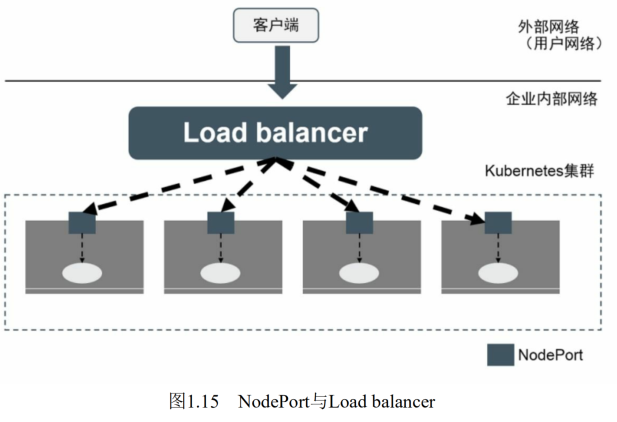 客户端
外部网络
（用户网络）
企业内部网络
Load balancer
Kubernetes集群
NodePort
图1.15 NodePort与Load balancer